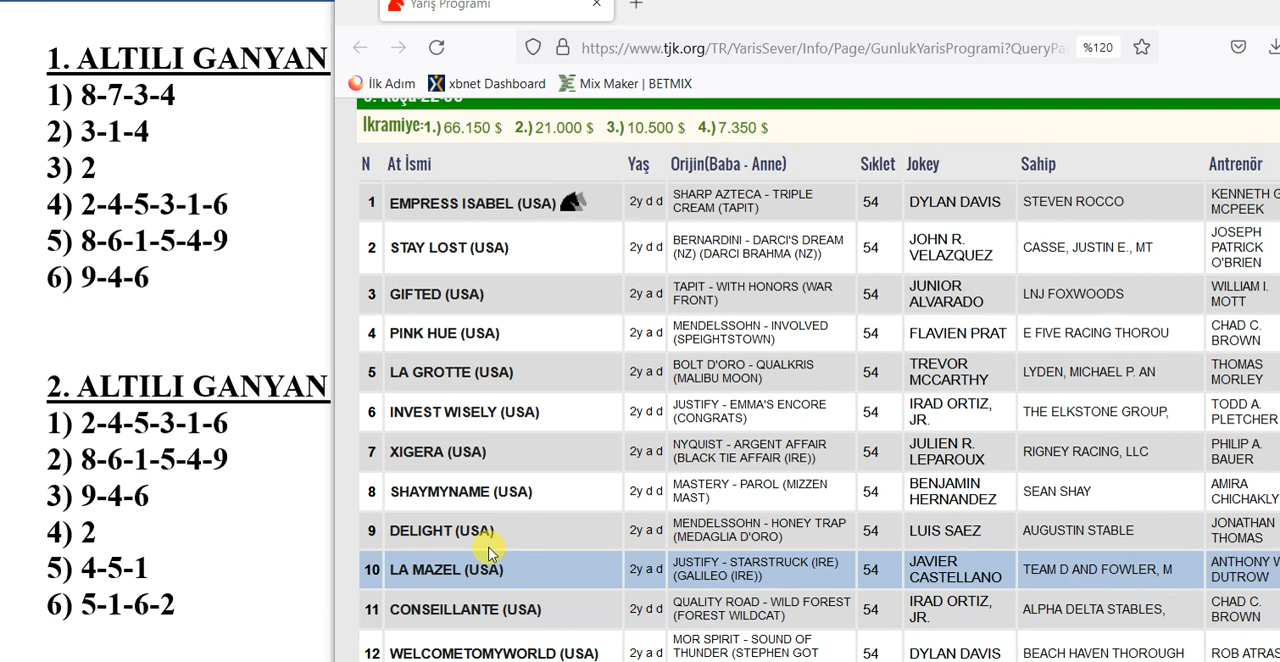 1. ALTILI GANYAN
1) 8-7-3-4
2) 3-1-4
3) 2
4) 2-4-5-3-1-6
5) 8-6-1-5-4-9
6) 9-4-6
2. ALTILI GANYAN
1) 2-4-5-3-1-6
2) 8-6-1-5-4-9
3) 9-4-6
4) 2
5) 4-5-1
6) 5-1-6-2
Yarış Programı
https://www.tjk.org/TR/YarisSever/Info/Page/GunlukYarisProgrami?QueryPa
%120
İlk Adım
xbnet Dashboard
Mix Maker | BETMIX
İkramiye:1.) 66.150 $ 2.) 21.000 $ 3.) 10.500 $ 4.) 7.350 $
N At İsmi Yaş Orijin(Baba - Anne) Sıklet Jokey Sahip Antrenör
1 EMPRESS ISABEL (USA) 2y d d SHARP AZTECA - TRIPLE CREAM (TAPIT) 54 DYLAN DAVIS STEVEN ROCCO KENNETH G MCPEEK
2 STAY LOST (USA) 2y d d BERNARDINI - DARCI'S DREAM (NZ) (DARCI BRAHMA (NZ)) 54 JOHN R. VELAZQUEZ CASSE, JUSTIN E., MT JOSEPH PATRICK O'BRIEN
3 GIFTED (USA) 2y a d TAPIT - WITH HONORS (WAR FRONT) 54 JUNIOR ALVARADO LNJ FOXWOODS WILLIAM I. MOTT
4 PINK HUE (USA) 2y a d MENDELSSOHN - INVOLVED (SPEIGHTSTOWN) 54 FLAVIEN PRAT E FIVE RACING THOROU CHAD C. BROWN
5 LA GROTTE (USA) 2y a d BOLT D'ORO - QUALKRIS (MALIBU MOON) 54 TREVOR MCCARTHY LYDEN, MICHAEL P. AN THOMAS MORLEY
6 INVEST WISELY (USA) 2y d d JUSTIFY - EMMA'S ENCORE (CONGRATS) 54 IRAD ORTIZ, JR. THE ELKSTONE GROUP, TODD A. PLETCHER
7 XIGERA (USA) 2y a d NYQUIST - ARGENT AFFAIR (BLACK TIE AFFAIR (IRE)) 54 JULIEN R. LEPAROUX RIGNEY RACING, LLC PHILIP A. BAUER
8 SHAYMYNAME (USA) 2y d d MASTERY - PAROL (MIZZEN MAST) 54 BENJAMIN HERNANDEZ SEAN SHAY AMIRA CHICHAKLY
9 DELIGHT (USA) 2y a d MENDELSSOHN - HONEY TRAP (MEDAGLIA D'ORO) 54 LUIS SAEZ AUGUSTIN STABLE JONATHAN THOMAS
10 LA MAZEL (USA) 2y a d JUSTIFY - STARSTRUCK (IRE) (GALILEO (IRE)) 54 JAVIER CASTELLANO TEAM D AND FOWLER, M ANTHONY W DUTROW
11 CONSEILLANTE (USA) 2y d d QUALITY ROAD - WILD FOREST (FOREST WILDCAT) 54 IRAD ORTIZ, JR. ALPHA DELTA STABLES, CHAD C. BROWN
12 WELCOMETOMYWORLD (USA) 2y a d MOR SPIRIT - SOUND OF THUNDER (STEPHEN GOT 54 DYLAN DAVIS BEACH HAVEN THOROUGH ROB ATRAS